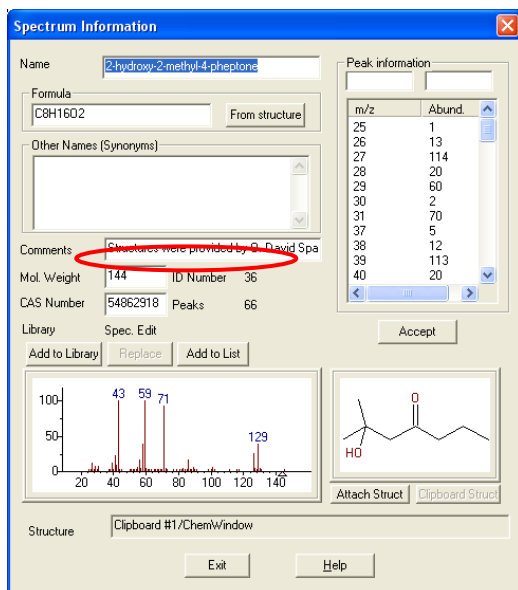 Spectrum Information
Name 2-hydroxy-2-methyl-4-pheptone
Formula
C8H16O2 From structure
Other Names (Synonyms)
Comments Structures were provided by O. David Spa
Mol. Weight 144 ID Number 36
CAS Number 54862918 Peaks 66
Library Spec. Edit
Add to Library Replace Add to List
Peak information
m/z Abund.
25 1
26 13
27 114
28 20
29 60
30 2
31 70
37 5
38 12
39 113
40 20
Accept
100
50
0
43 59 71 129
20 40 60 80 100 120 140
O
HO
Attach Struct Clipboard Struct
Structure Clipboard #1/ChemWindow
Exit Help